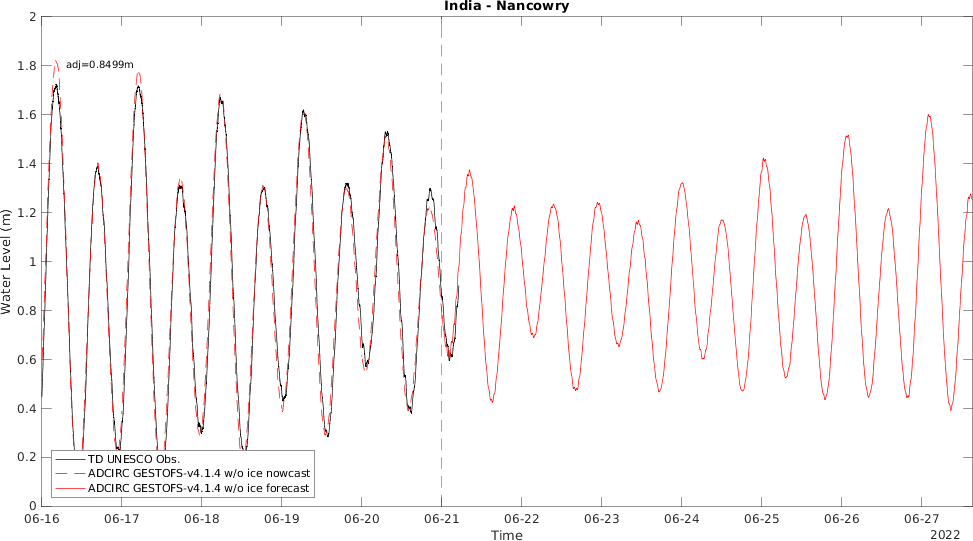 India - Nancowry
2
1.8
1.6
1.4
1.2
1
0.8
0.6
0.4
0.2
0
Water Level (m)
adj=0.8499m
TD UNESCO Obs.
ADCIRC GESTOFS-v4.1.4 w/o ice nowcast
ADCIRC GESTOFS-v4.1.4 w/o ice forecast
06-16 06-17 06-18 06-19 06-20 06-21 06-22 06-23 06-24 06-25 06-26 06-27
2022
Time